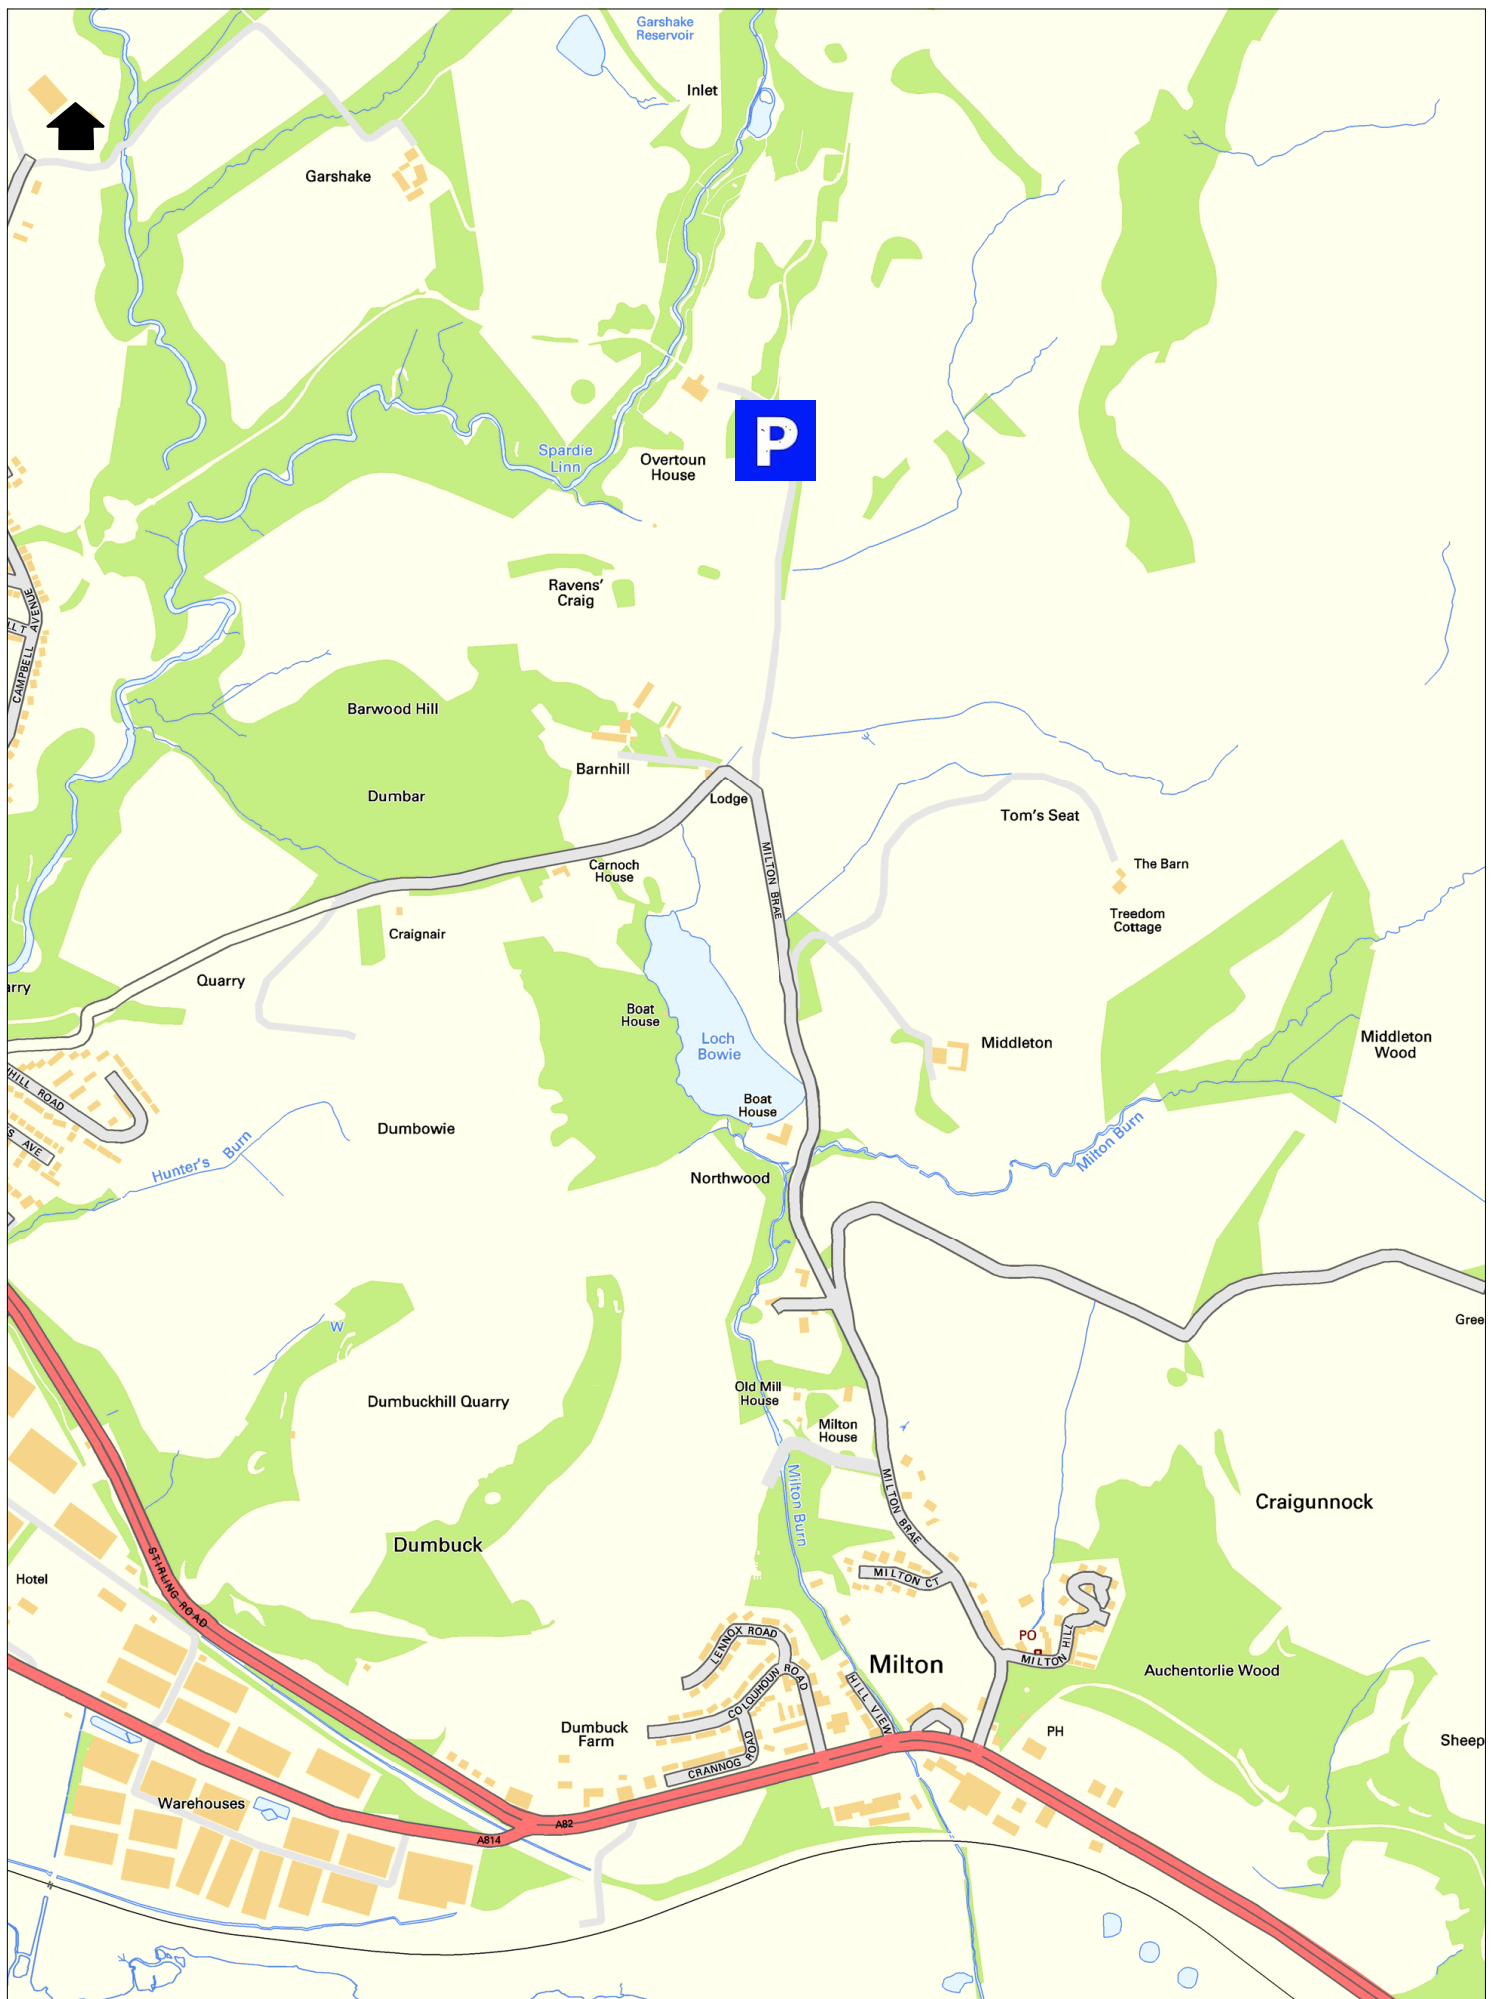 Garshake
Reservoir
Inlet
Garshake
P
Spardie
Linn
Overtoun
House
Ravens'
Craig
AVENUE
CAMPBELL
Barwood Hill
Barnhill
Dumbar
Lodge
Tom's Seat
MILTON BRAE
Carnoch
House
The Barn
Treedom
Cottage
Craignair
Quarry
arry
Boat
House
Loch
Bowie
Middleton
Middleton
Wood
HILL ROAD
Boat
House
Dumbowie
S AVE
Hunter's Burn
Milton Burn
Northwood
Gree
W
Old Mill
House
Dumbuckhill Quarry
Milton
House
Milton Burn
MILTON BRAE
Craigunnock
Dumbuck
Hotel
STIRLING ROAD
MILTON CT
LENNOX ROAD
PO
MILTON HILL
Milton
COLQUHOUN ROAD
HILL VIEW
Auchentorlie Wood
Dumbuck
Farm
PH
Sheep
CRANNOG ROAD
Warehouses
A82
A814